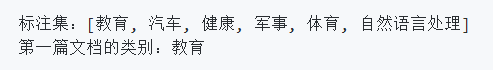 标注集：[教育, 汽车, 健康, 军事, 体育, 自然语言处理]
第一篇文档的类别：教育